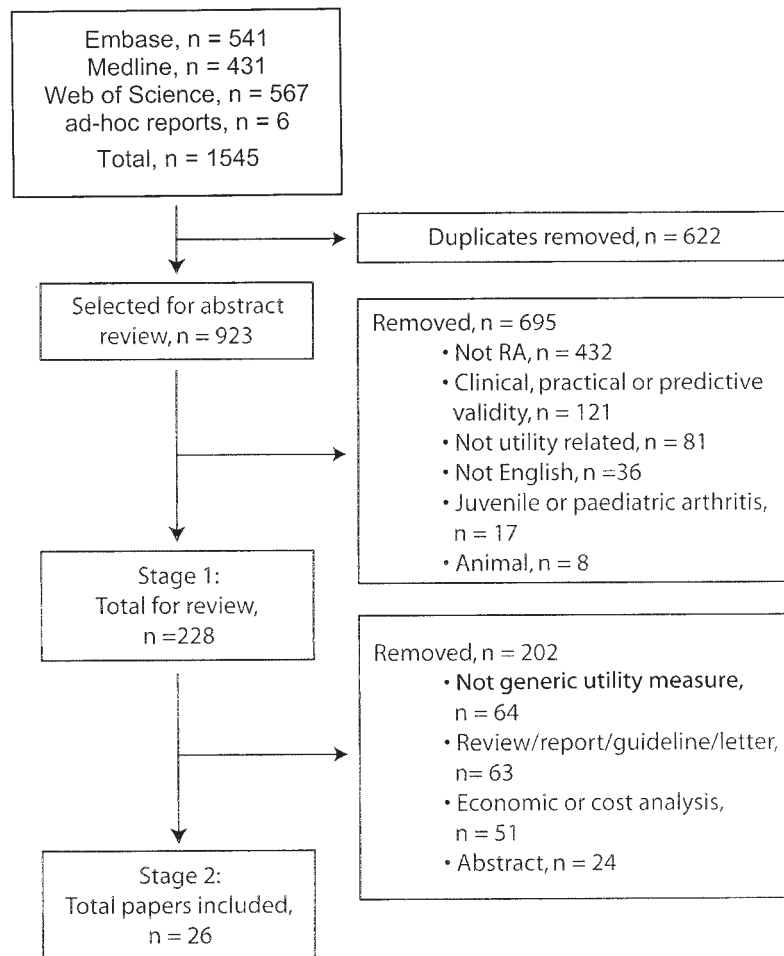 Embase, n = 541
Medline, n = 431
Web of Science, n = 567
ad-hoc reports, n = 6
Total, n = 1545
Duplicates removed, n = 622
Selected for abstract
review, n = 923
Removed, n = 695
• Not RA, n = 432
• Clinical, practical or predictive
validity, n = 121
• Not utility related, n = 81
• Not English, n =36
• Juvenile or paediatric arthritis,
n = 17
• Animal, n = 8
Stage 1:
Total for review,
n =228
Removed, n = 202
• Not generic utility measure,
n = 64
• Review/report/guideline/letter,
n= 63
• Economic or cost analysis,
n = 51
• Abstract, n = 24
Stage 2:
Total papers included,
n = 26